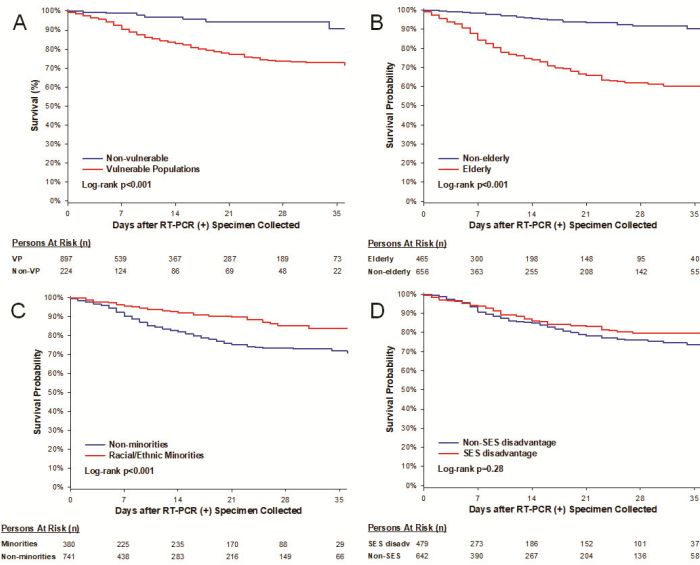 A
Survival (%)
100%
90%
80%
70%
60%
50%
40%
30%
20%
10%
0%
Non-vulnerable
Vulnerable Populations
Log-rank p<0.001
0 7 14 21 28 35
Days after RT-PCR (+) Specimen Collected
Persons At Risk (n)
VP 897 539 367 287 189 73
Non-VP 224 124 86 69 48 22
B
Survival Probability
100%
90%
80%
70%
60%
50%
40%
30%
20%
10%
0%
Non-elderly
Elderly
Log-rank p<0.001
0 7 14 21 28 35
Days after RT-PCR (+) Specimen Collected
Persons At Risk (n)
Elderly 465 300 198 148 95 40
Non-elderly 656 363 255 208 142 55
C
Survival Probability
100%
90%
80%
70%
60%
50%
40%
30%
20%
10%
0%
Non-minorities
Racial/Ethnic Minorities
Log-rank p<0.001
0 7 14 21 28 35
Days after RT-PCR (+) Specimen Collected
Persons At Risk (n)
Minorities 380 225 235 170 88 29
Non-minorities 741 438 283 216 149 66
D
Survival Probability
100%
90%
80%
70%
60%
50%
40%
30%
20%
10%
0%
Non-SES disadvantage
SES disadvantage
Log-rank p=0.28
0 7 14 21 28 35
Days after RT-PCR (+) Specimen Collected
Persons At Risk (n)
SES disadv 479 273 186 152 101 37
Non-SES 642 390 267 204 136 58